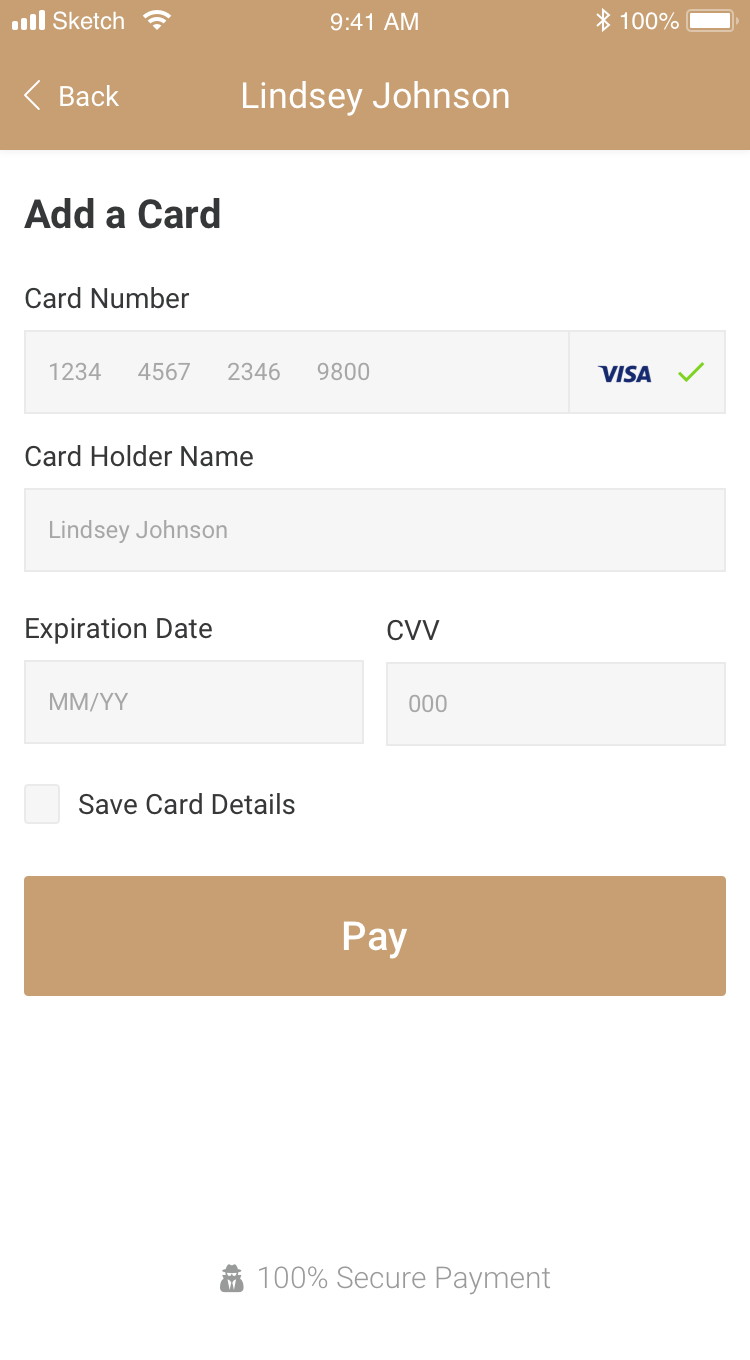 Sketch 9:41 AM 100%
Back Lindsey Johnson
Add a Card
Card Number
1234 4567 2346 9800 VISA
Card Holder Name
Lindsey Johnson
Expiration Date CVV
MM/YY 000
Save Card Details
Pay
100% Secure Payment